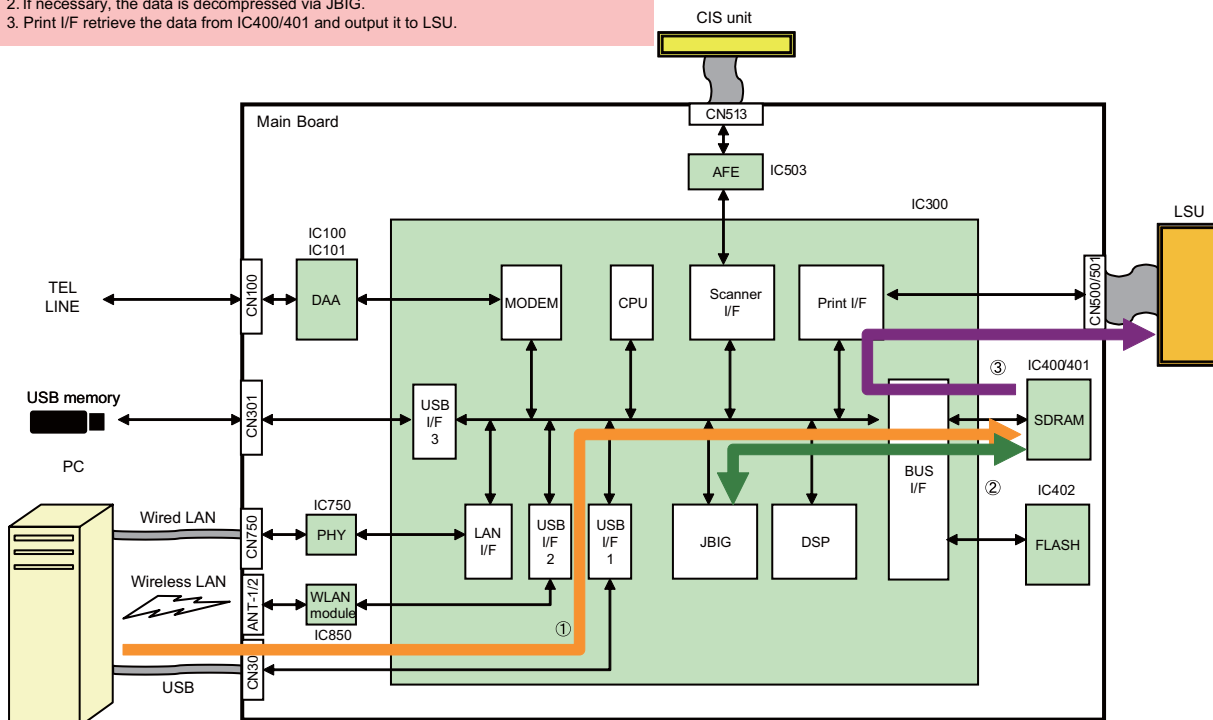 2. If necessary, the data is decompressed via JBIG.
3. Print I/F retrieve the data from IC400/401 and output it to LSU.
CIS unit
CN513
Main Board
AFE
IC503
IC300
LSU
IC100
IC101
TEL
LINE
CN100
DAA
MODEM
CPU
Scanner
I/F
Print I/F
CN500/501
③
IC400/401
USB memory
CN301
USB
I/F
3
SDRAM
PC
BUS
I/F
②
IC402
Wired LAN
CN750
IC750
PHY
LAN
I/F
USB
I/F
2
USB
I/F
1
JBIG
DSP
FLASH
Wireless LAN
ANT-1/2
WLAN
module
IC850
①
CN30
USB